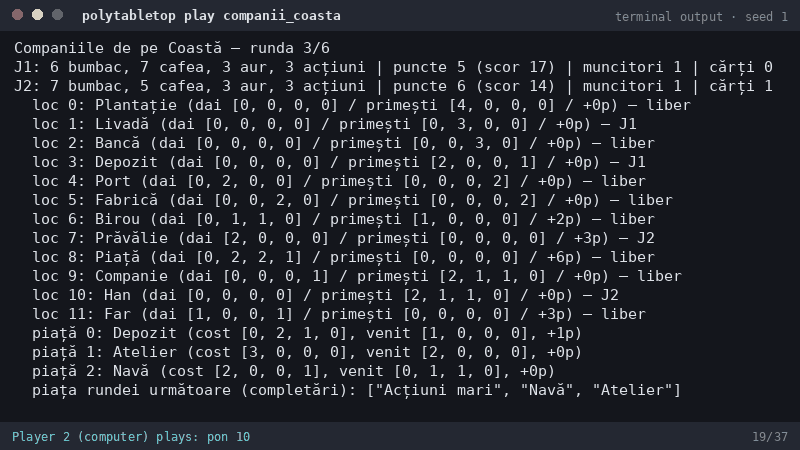 polytabletop play companii_coasta
terminal output · seed 1
Companiile de pe Coastă — runda 3/6
J1: 6 bumbac, 7 cafea, 3 aur, 3 acțiuni | puncte 5 (scor 17) | muncitori 1 | cărți 0
J2: 7 bumbac, 5 cafea, 3 aur, 3 acțiuni | puncte 6 (scor 14) | muncitori 1 | cărți 1
loc 0: Plantație (dai [0, 0, 0, 0] / primești [4, 0, 0, 0] / +0p) — liber
loc 1: Livadă (dai [0, 0, 0, 0] / primești [0, 3, 0, 0] / +0p) — J1
loc 2: Bancă (dai [0, 0, 0, 0] / primești [0, 0, 3, 0] / +0p) — liber
loc 3: Depozit (dai [0, 0, 0, 0] / primești [2, 0, 0, 1] / +0p) — J1
loc 4: Port (dai [0, 2, 0, 0] / primești [0, 0, 0, 2] / +0p) — liber
loc 5: Fabrică (dai [0, 0, 2, 0] / primești [0, 0, 0, 2] / +0p) — liber
loc 6: Birou (dai [0, 1, 1, 0] / primești [1, 0, 0, 0] / +2p) — liber
loc 7: Prăvălie (dai [2, 0, 0, 0] / primești [0, 0, 0, 0] / +3p) — J2
loc 8: Piață (dai [0, 2, 2, 1] / primești [0, 0, 0, 0] / +6p) — liber
loc 9: Companie (dai [0, 0, 0, 1] / primești [2, 1, 1, 0] / +0p) — liber
loc 10: Han (dai [0, 0, 0, 0] / primești [2, 1, 1, 0] / +0p) — J2
loc 11: Far (dai [1, 0, 0, 1] / primești [0, 0, 0, 0] / +3p) — liber
piață 0: Depozit (cost [0, 2, 1, 0], venit [1, 0, 0, 0], +1p)
piață 1: Atelier (cost [3, 0, 0, 0], venit [2, 0, 0, 0], +0p)
piață 2: Navă (cost [2, 0, 0, 1], venit [0, 1, 1, 0], +0p)
piața rundei următoare (completări): ["Acțiuni mari", "Navă", "Atelier"]
Player 2 (computer) plays: pon 10
19/37